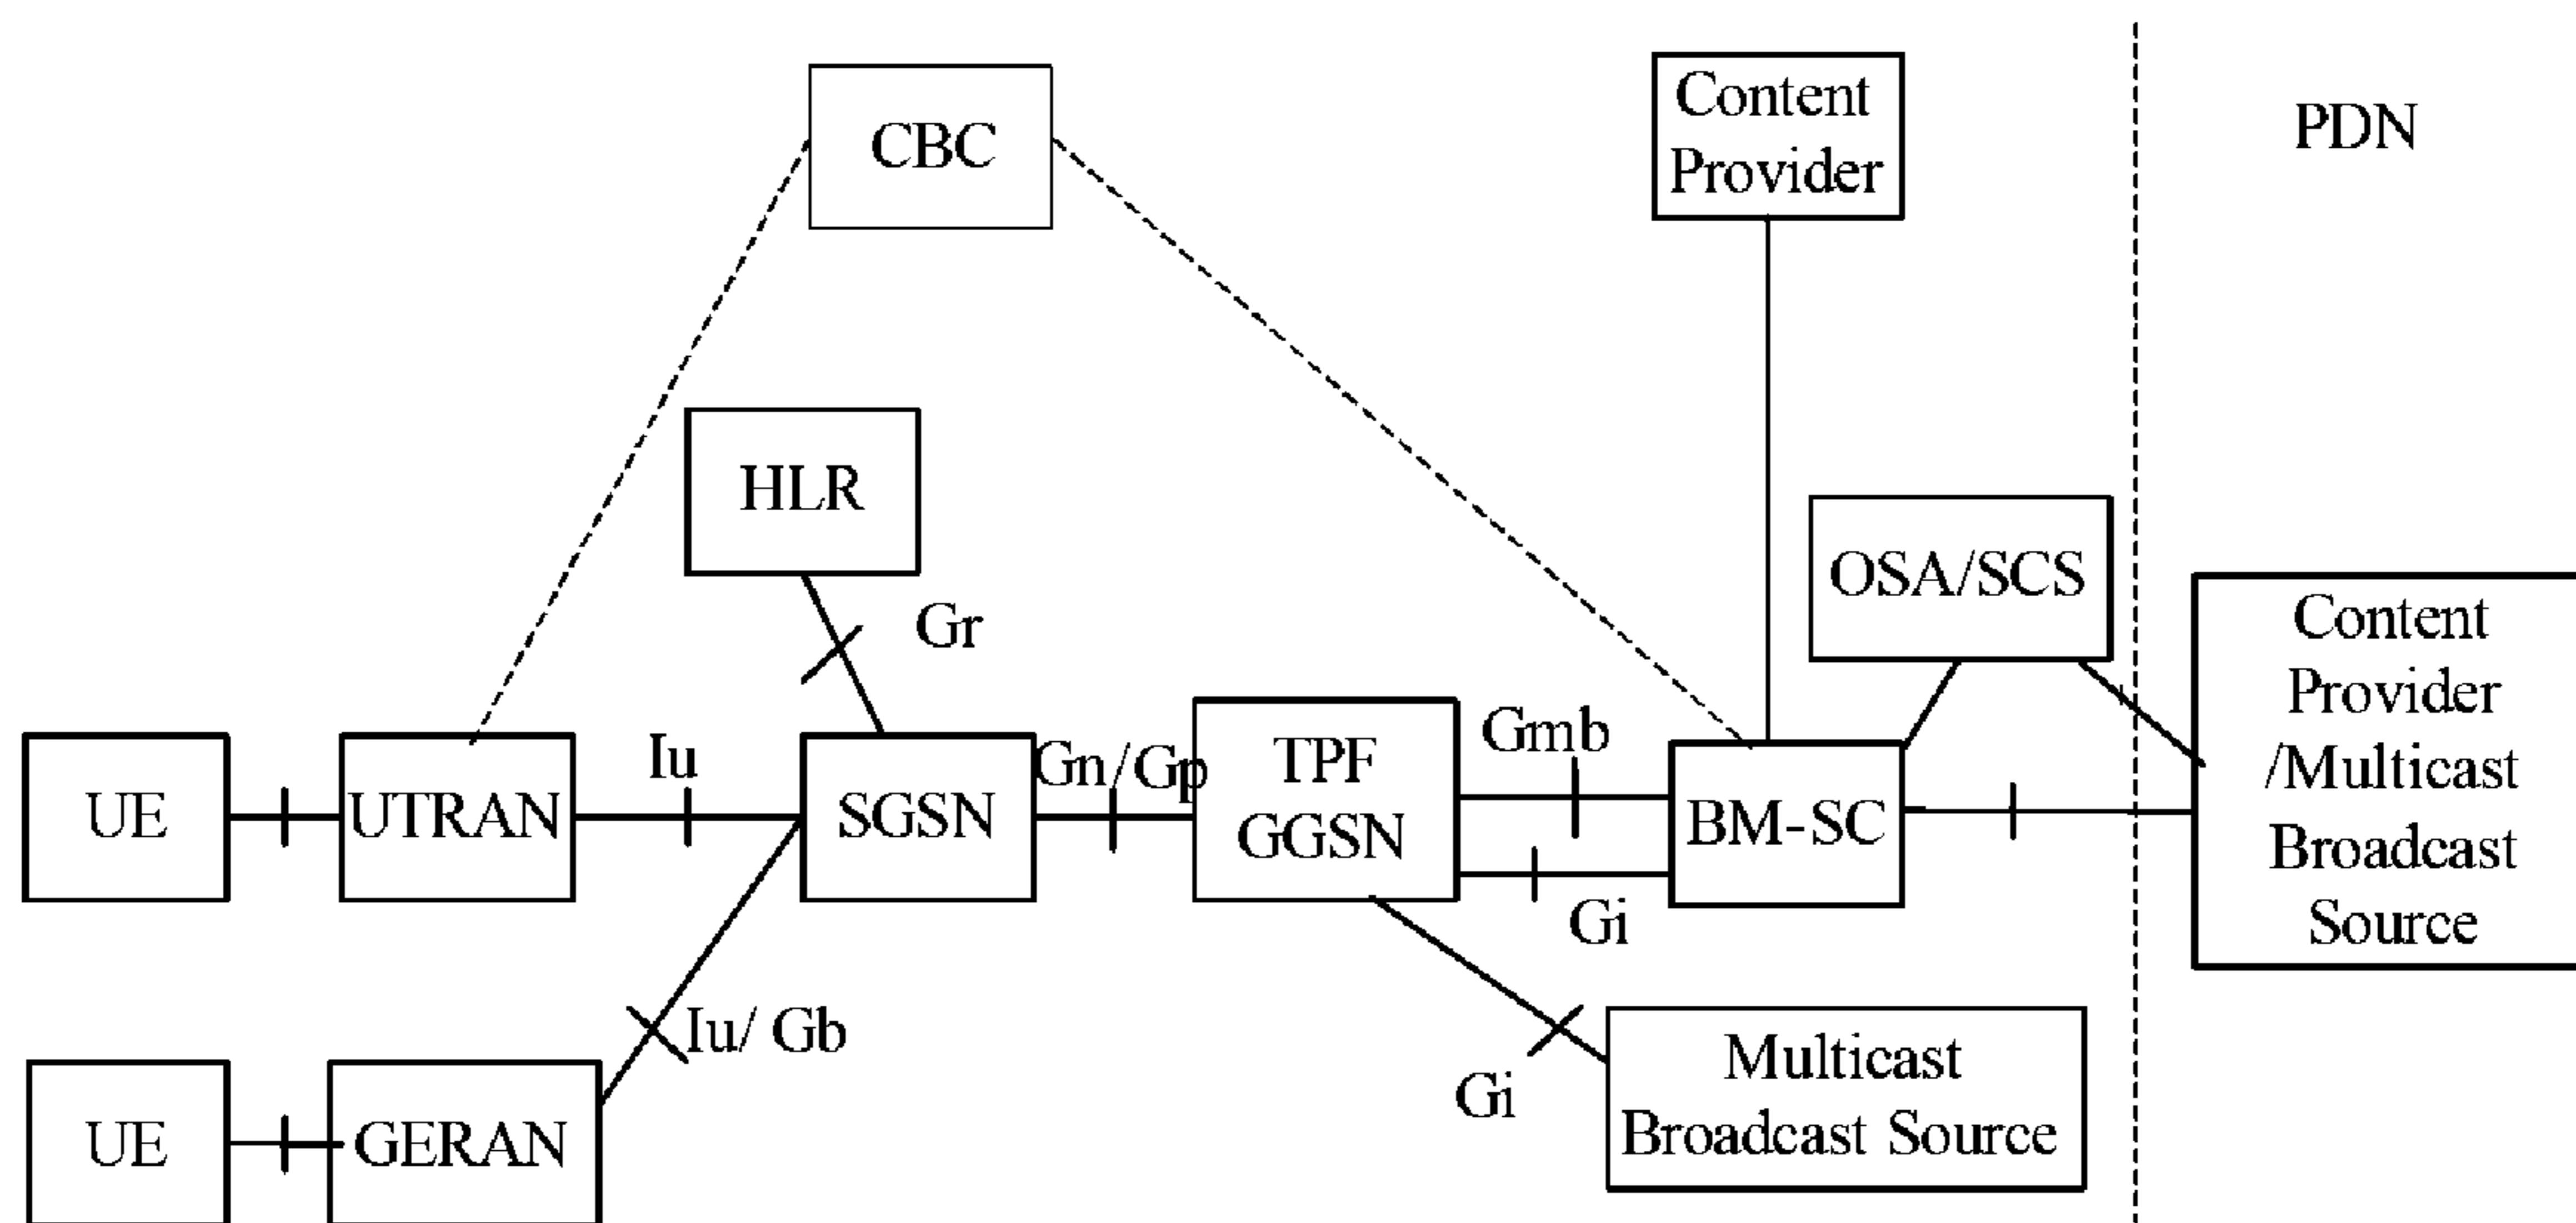 CBC
Content
Provider
PDN
HLR
Gr
OSA/SCS
Content
Provider
/Multicast
Broadcast
Source
UE
UTRAN
Iu
SGSN
Gn/Gp
TPF
GGSN
Gmb
Gi
BM-SC
Iu/ Gb
Gi
Multicast
Broadcast Source
UE
GERAN